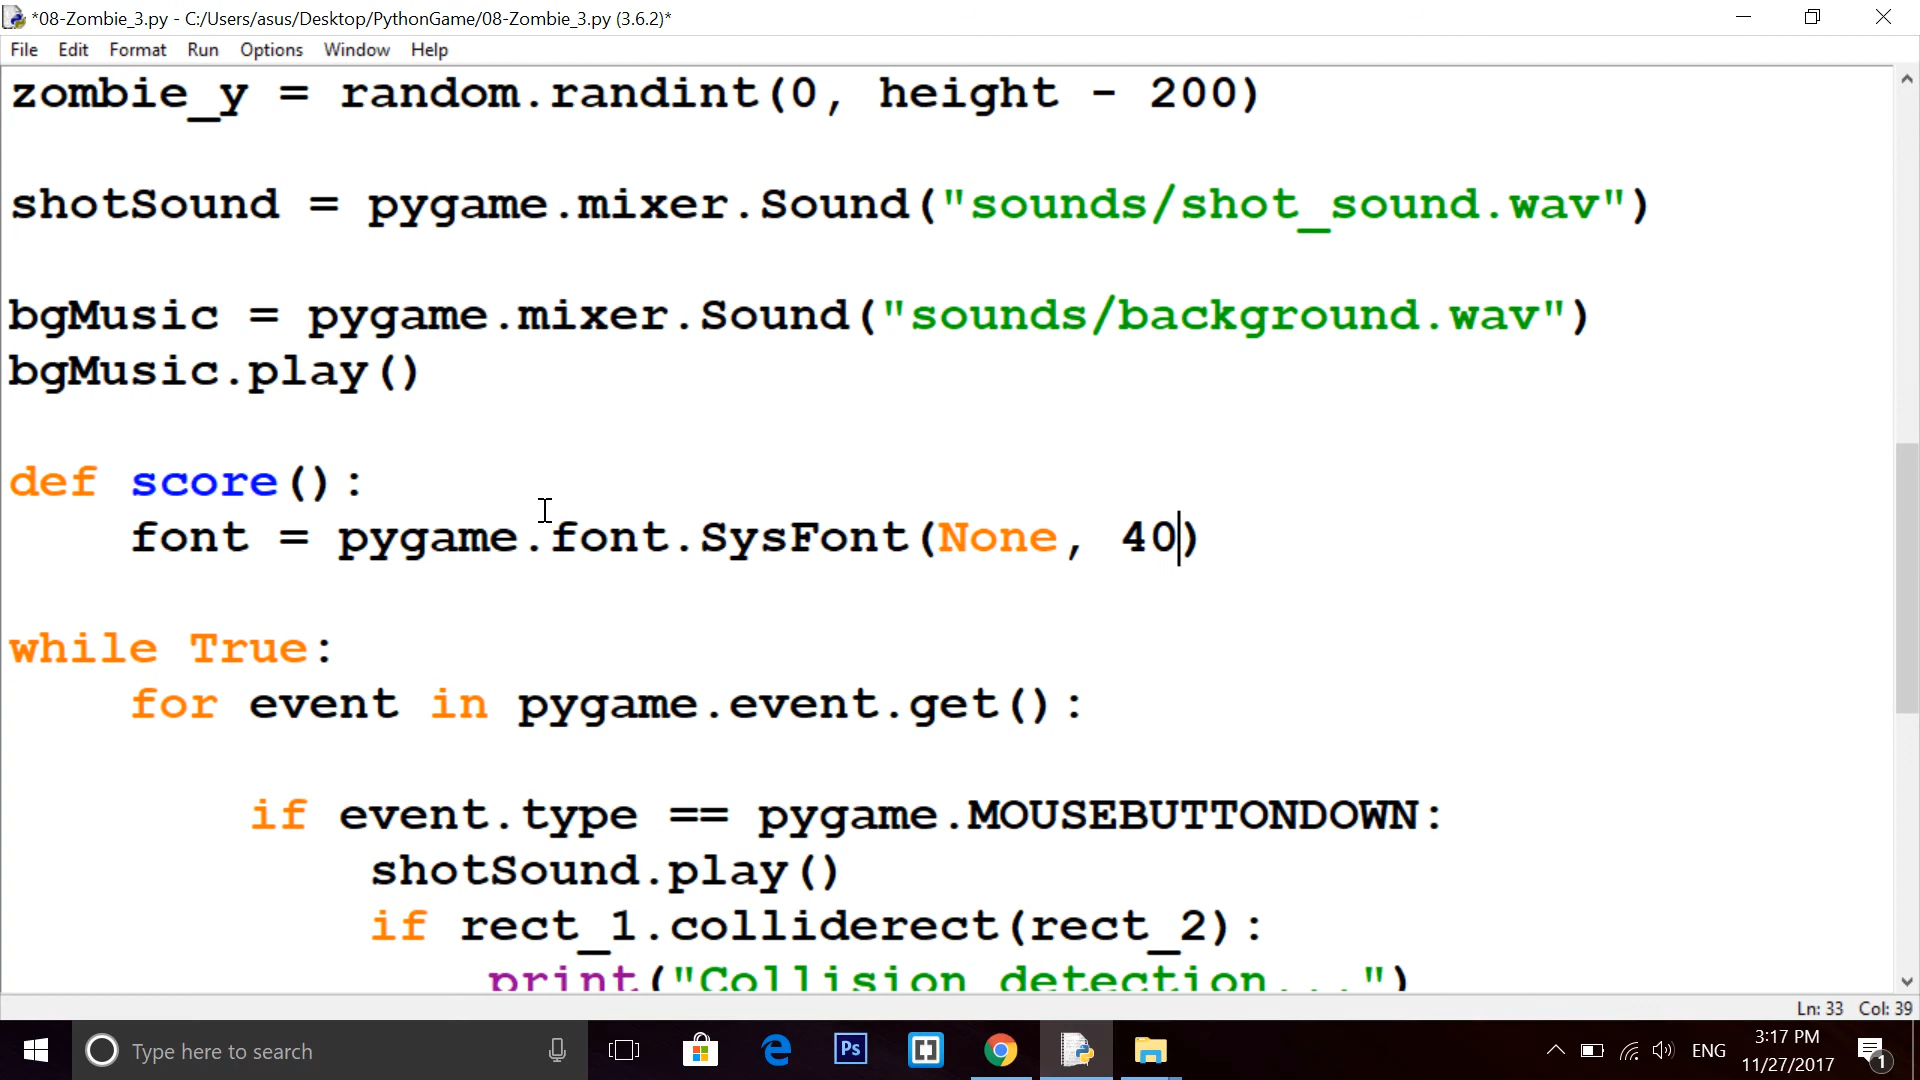 *08-Zombie_3.py - C:/Users/asus/Desktop/PythonGame/08-Zombie_3.py (3.6.2)*
File Edit Format Run Options Window Help
zombie_y = random.randint(0, height - 200)
shotSound = pygame.mixer.Sound("sounds/shot_sound.wav")
bgMusic = pygame.mixer.Sound("sounds/background.wav")
bgMusic.play()
def score():
font = pygame.font.SysFont(None, 40)
while True:
for event in pygame.event.get():
if event.type == pygame.MOUSEBUTTONDOWN:
shotSound.play()
if rect_1.colliderect(rect_2):
print("Collision detection...")
Ln: 33 Col: 39
Type here to search
Ps
ENG
3:17 PM
11/27/2017
1